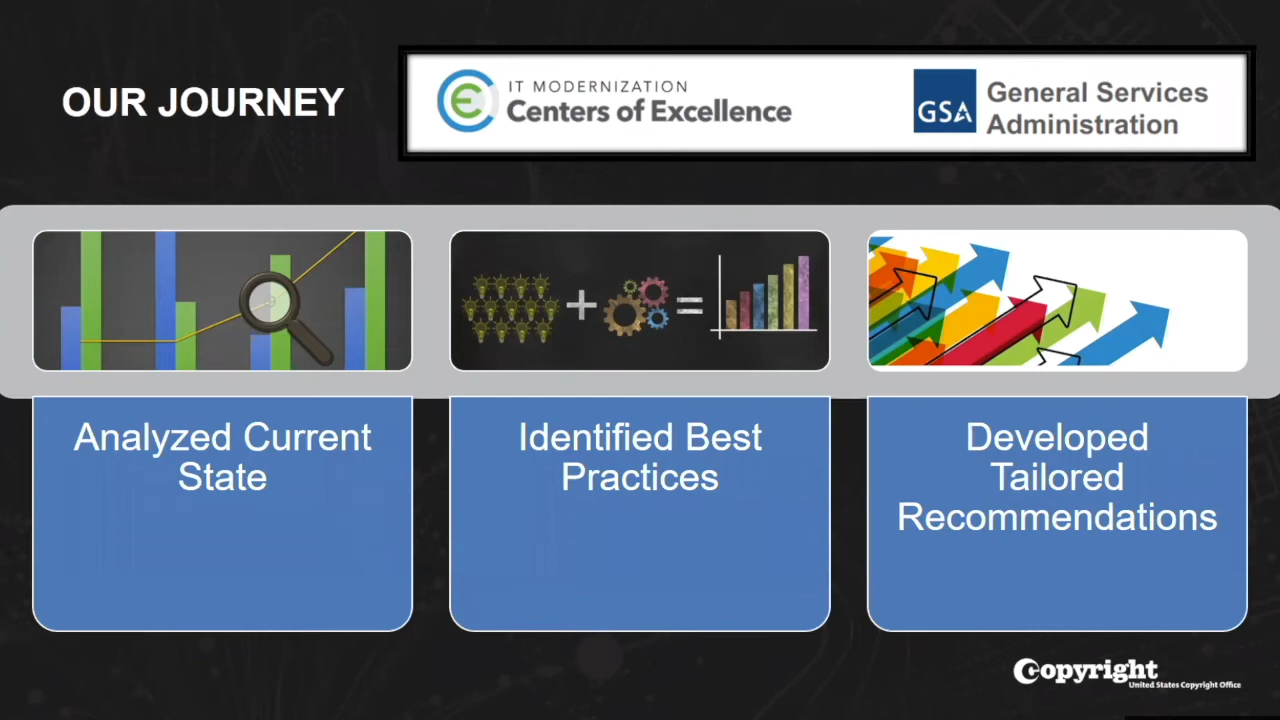 OUR JOURNEY
IT MODERNIZATION
Centers of Excellence
GSA
General Services
Administration
Analyzed Current
State
Identified Best
Practices
Developed
Tailored
Recommendations
Copyright
United States Copyright Office